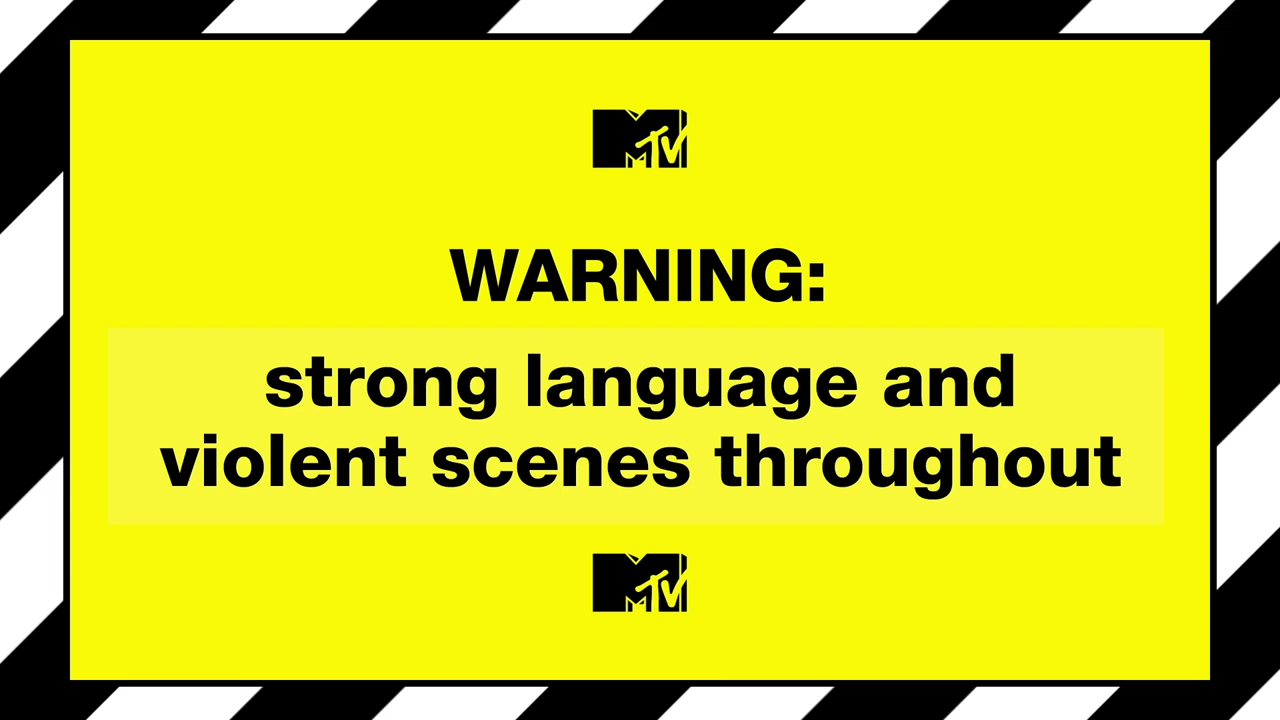 MTV
WARNING:
strong language and
violent scenes throughout
MTV